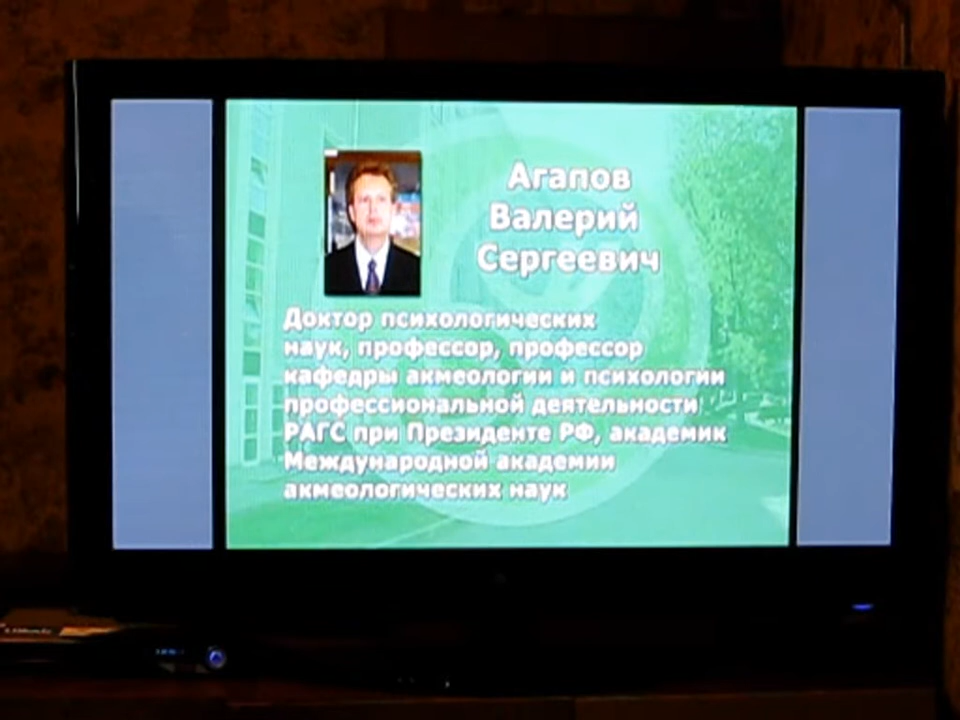 Агапов
Валерий
Сергеевич
Доктор психологических
наук, профессор, профессор
кафедры акмеологии и психологии
профессиональной деятельности
РАГС при Президенте РФ, академик
Международной академии
акмеологических наук